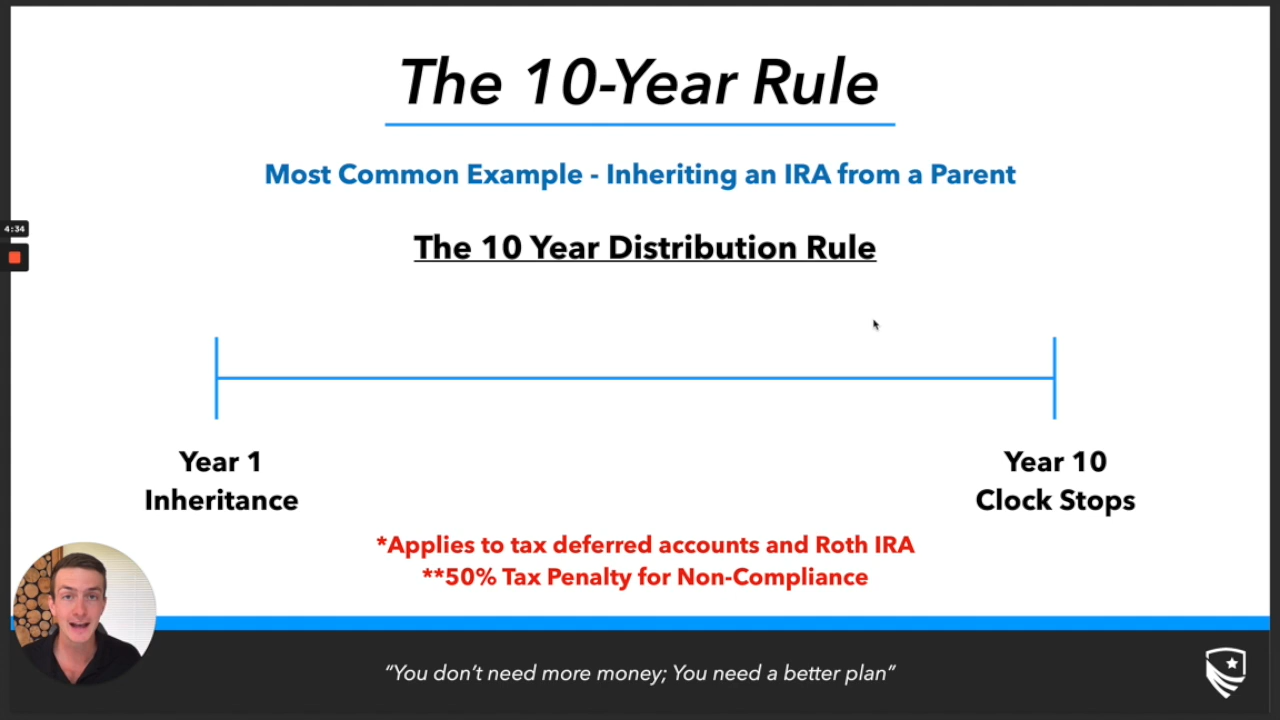 The 10-Year Rule
Most Common Example - Inheriting an IRA from a Parent
The 10 Year Distribution Rule
4:34
Year 1
Inheritance
Year 10
Clock Stops
*Applies to tax deferred accounts and Roth IRA
**50% Tax Penalty for Non-Compliance
“You don’t need more money; You need a better plan”